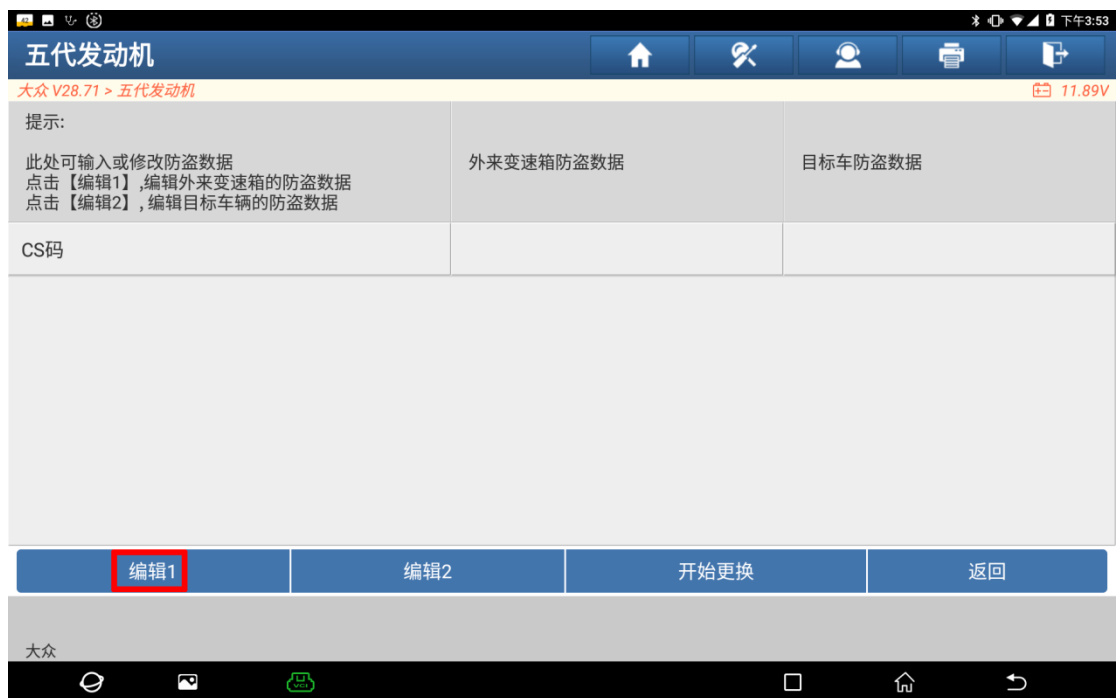 下午3:53
五代发动机
大众 V28.71 > 五代发动机
11.89V
提示:
此处可输入或修改防盗数据
点击【编辑1】,编辑外来变速箱的防盗数据
点击【编辑2】, 编辑目标车辆的防盗数据
外来变速箱防盗数据
目标车防盗数据
CS码
编辑1
编辑2
开始更换
返回
大众
VCI